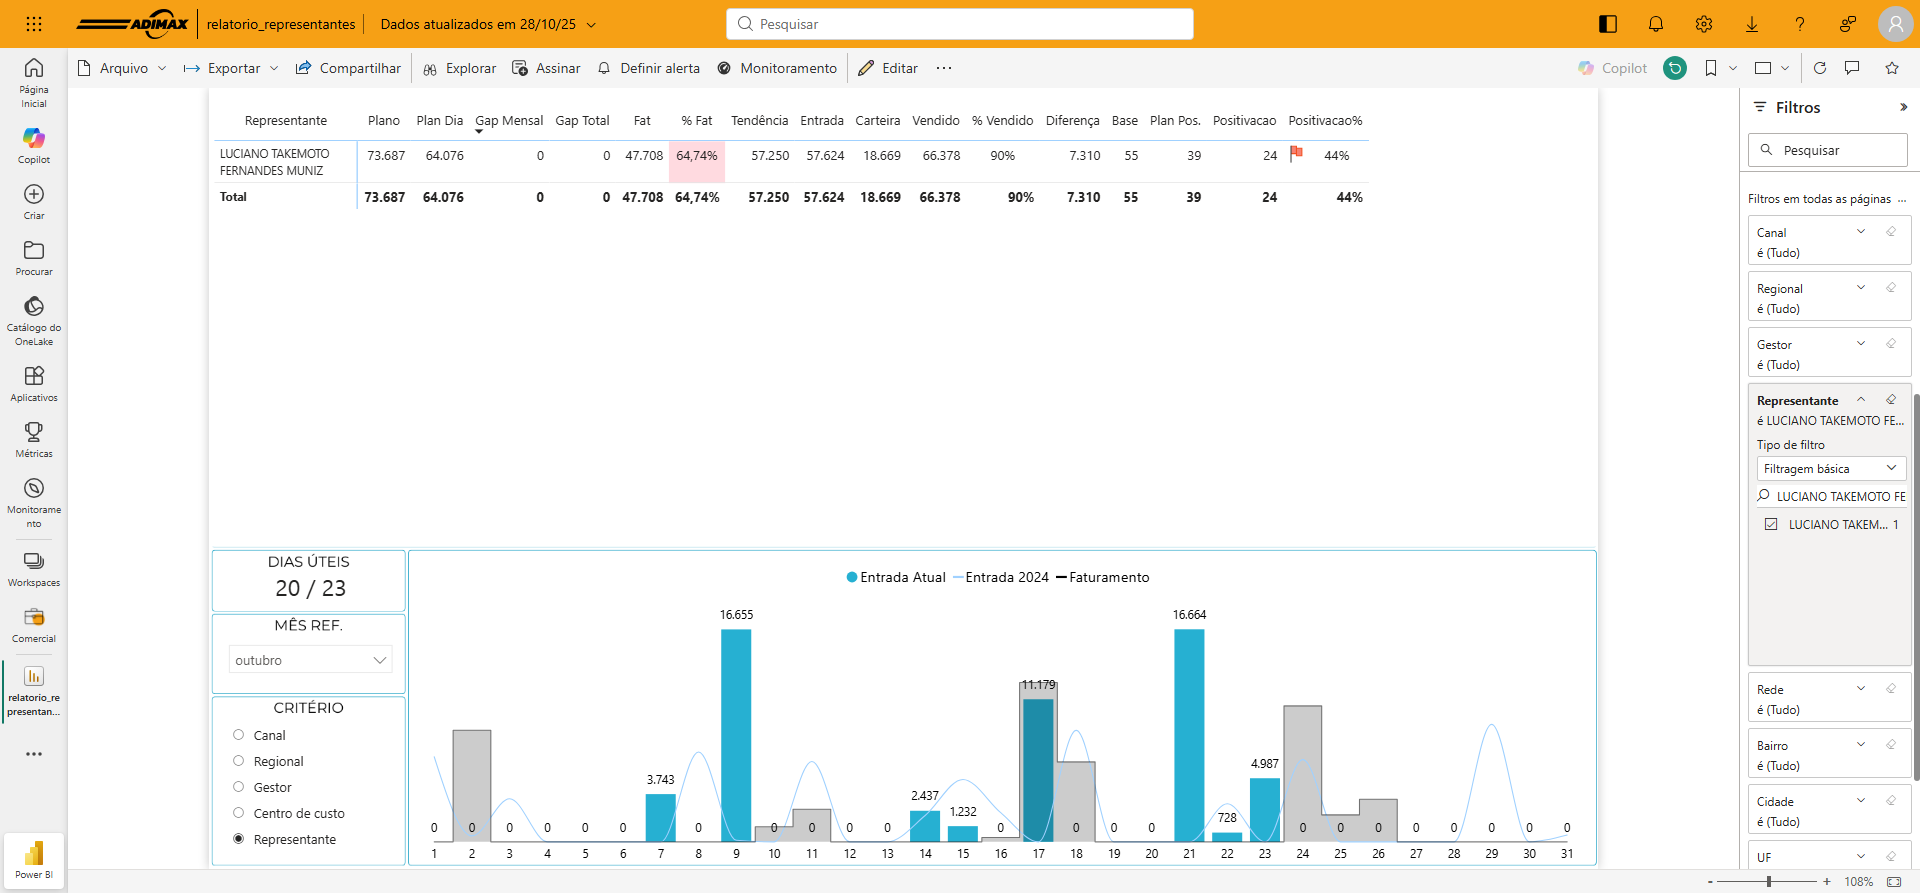 ADIMAX relatorio_representantes Dados atualizados em 28/10/25 Pesquisar
Arquivo Exportar Compartilhar Explorar Assinar Definir alerta Monitoramento Editar ... Copilot
Página Inicial
Copilot
Criar
Procurar
Catálogo do OneLake
Aplicativos
Métricas
Monitoramento
Workspaces
Comercial
relatorio_representan...
Power BI
Representante Plano Plan Dia Gap Mensal Gap Total Fat % Fat Tendência Entrada Carteira Vendido % Vendido Diferença Base Plan Pos. Positivacao Positivacao%
LUCIANO TAKEMOTO FERNANDES MUNIZ 73.687 64.076 0 0 47.708 64,74% 57.250 57.624 18.669 66.378 90% 7.310 55 39 24 44%
Total 73.687 64.076 0 0 47.708 64,74% 57.250 57.624 18.669 66.378 90% 7.310 55 39 24 44%
DIAS ÚTEIS
20 / 23
MÊS REF.
outubro
CRITÉRIO
Canal
Regional
Gestor
Centro de custo
Representante
Entrada Atual Entrada 2024 Faturamento
0 0 0 0 0 0 3.743 0 16.655 0 0 0 0 2.437 1.232 0 11.179 0 0 0 16.664 728 4.987 0 0 0 0 0 0 0 0
1 2 3 4 5 6 7 8 9 10 11 12 13 14 15 16 17 18 19 20 21 22 23 24 25 26 27 28 29 30 31
Filtros
Pesquisar
Filtros em todas as páginas ...
Canal
é (Tudo)
Regional
é (Tudo)
Gestor
é (Tudo)
Representante
é LUCIANO TAKEMOTO FE...
Tipo de filtro
Filtragem básica
LUCIANO TAKEMOTO FE
LUCIANO TAKEM... 1
Rede
é (Tudo)
Bairro
é (Tudo)
Cidade
é (Tudo)
UF
- + 108%